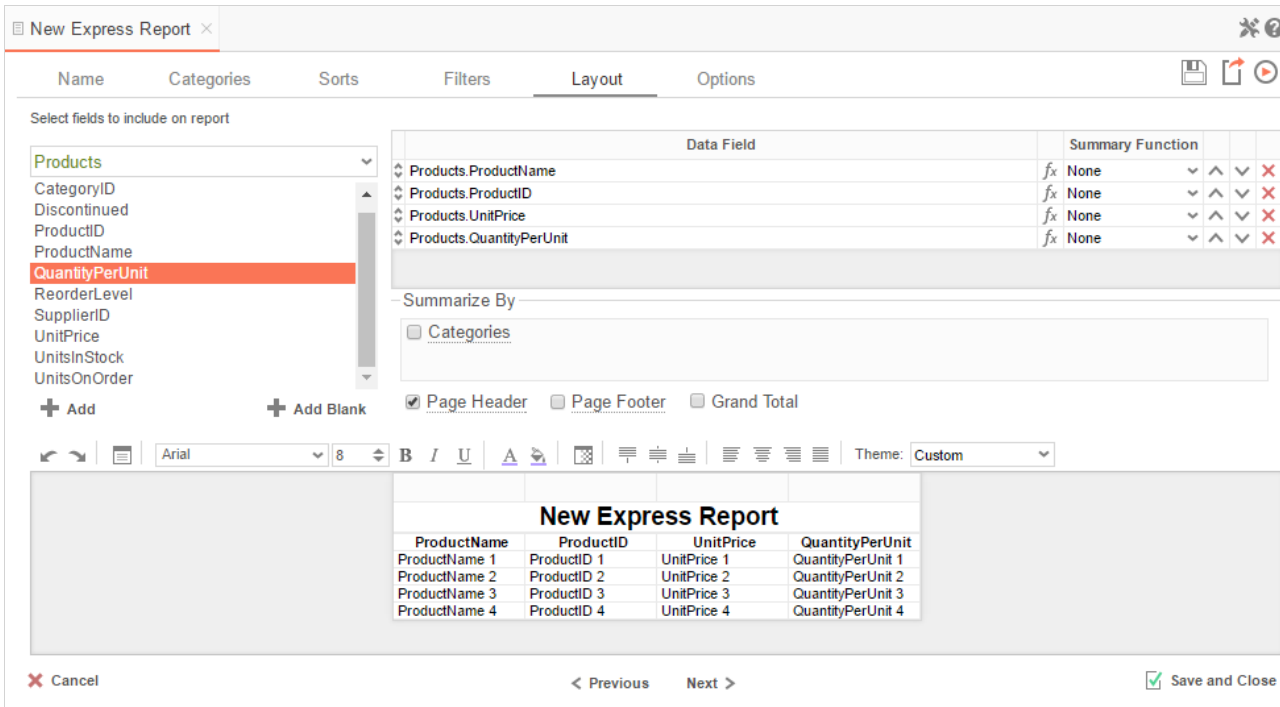 New Express Report
Name Categories Sorts Filters Layout Options
Select fields to include on report
Products
CategoryID
Discontinued
ProductID
ProductName
QuantityPerUnit
ReorderLevel
SupplierID
UnitPrice
UnitsInStock
UnitsOnOrder
Add Add Blank
Data Field Summary Function
Products.ProductName fx None
Products.ProductID fx None
Products.UnitPrice fx None
Products.QuantityPerUnit fx None
Summarize By
Categories
Page Header Page Footer Grand Total
Arial 8 B I U A Theme: Custom
New Express Report
ProductName ProductID UnitPrice QuantityPerUnit
ProductName 1 ProductID 1 UnitPrice 1 QuantityPerUnit 1
ProductName 2 ProductID 2 UnitPrice 2 QuantityPerUnit 2
ProductName 3 ProductID 3 UnitPrice 3 QuantityPerUnit 3
ProductName 4 ProductID 4 UnitPrice 4 QuantityPerUnit 4
Cancel < Previous Next > Save and Close